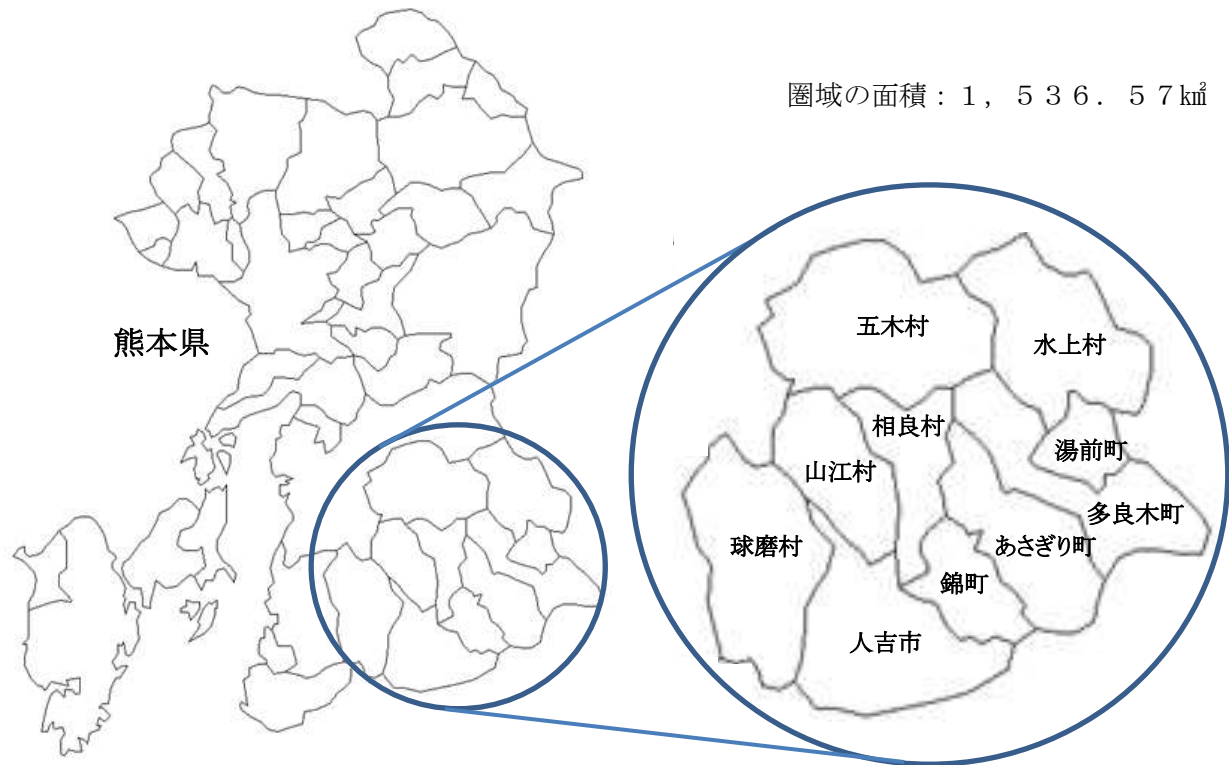 圏域の面積：１，５３６．５７㎢
熊本県
五木村
水上村
相良村
湯前町
山江村
多良木町
球磨村
あさぎり町
錦町
人吉市